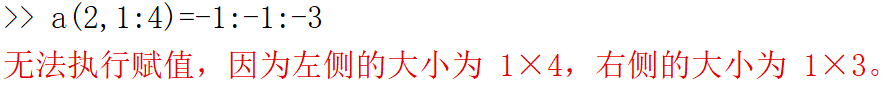 >> a(2,1:4)=-1:-1:-3
无法执行赋值，因为左侧的大小为 1×4，右侧的大小为 1×3。